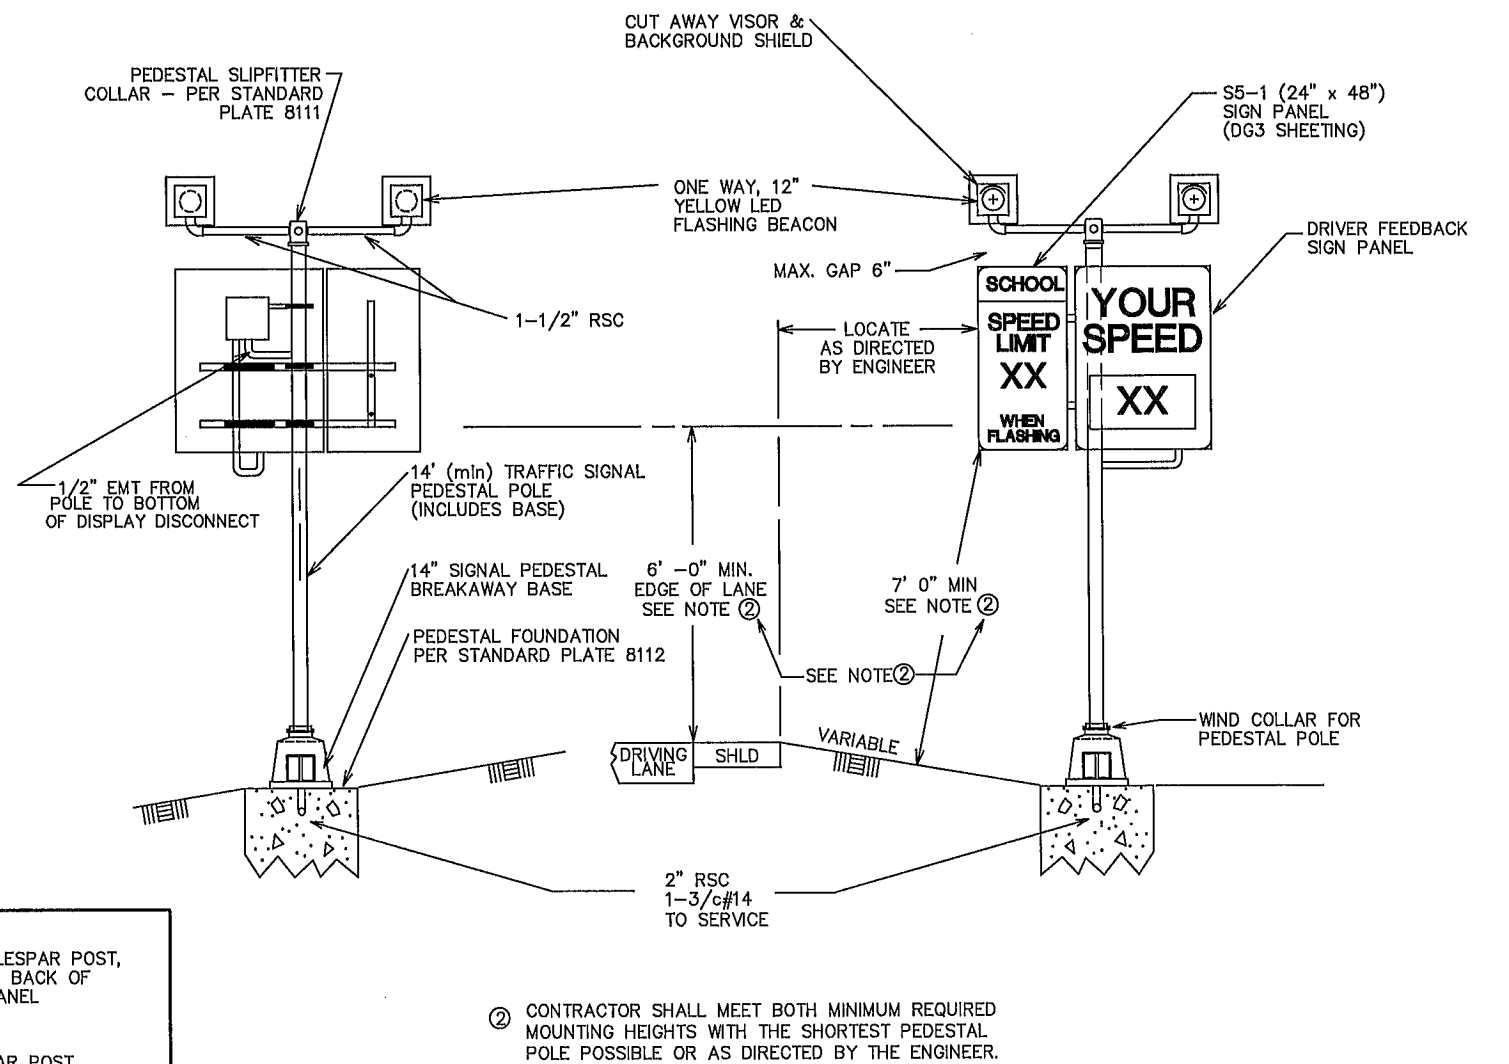 CUT AWAY VISOR &
BACKGROUND SHIELD
PEDESTAL SLIPFITTER
COLLAR – PER STANDARD
PLATE 8111
S5-1 (24" x 48")
SIGN PANEL
(DG3 SHEETING)
ONE WAY, 12"
YELLOW LED
FLASHING BEACON
DRIVER FEEDBACK
SIGN PANEL
MAX. GAP 6"
1-1/2" RSC
LOCATE
AS DIRECTED
BY ENGINEER
SCHOOL
SPEED
LIMIT
XX
WHEN
FLASHING
YOUR
SPEED
XX
1/2" EMT FROM
POLE TO BOTTOM
OF DISPLAY DISCONNECT
14' (min) TRAFFIC SIGNAL
PEDESTAL POLE
(INCLUDES BASE)
14" SIGNAL PEDESTAL
BREAKAWAY BASE
6' -0" MIN.
EDGE OF LANE
SEE NOTE ②
7' 0" MIN
SEE NOTE ②
PEDESTAL FOUNDATION
PER STANDARD PLATE 8112
SEE NOTE ②
WIND COLLAR FOR
PEDESTAL POLE
VARIABLE
DRIVING
LANE
SHLD
2" RSC
1-3/c#14
TO SERVICE
LESPAR POST,
BACK OF
ANEL
AR POST
② CONTRACTOR SHALL MEET BOTH MINIMUM REQUIRED
MOUNTING HEIGHTS WITH THE SHORTEST PEDESTAL
POLE POSSIBLE OR AS DIRECTED BY THE ENGINEER.